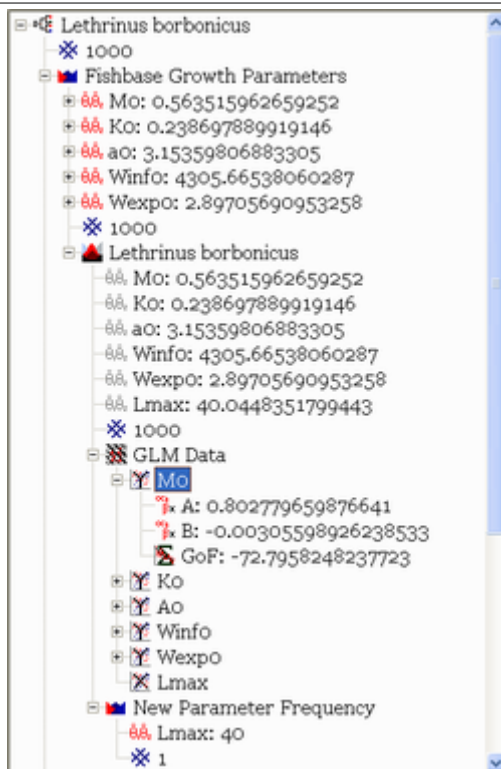 Lethrinus borbonicus
1000
Fishbase Growth Parameters
M0: 0.563515962659252
K0: 0.238697889919146
a0: 3.15359806883305
Winf0: 4305.66538060287
Wexp0: 2.89705690953258
1000
Lethrinus borbonicus
M0: 0.563515962659252
K0: 0.238697889919146
a0: 3.15359806883305
Winf0: 4305.66538060287
Wexp0: 2.89705690953258
Lmax: 40.0448351799443
1000
GLM Data
M0
A: 0.802779659876641
B: -0.00305598926238533
GoF: -72.7958248237723
K0
A0
Winf0
Wexp0
Lmax
New Parameter Frequency
Lmax: 40
1